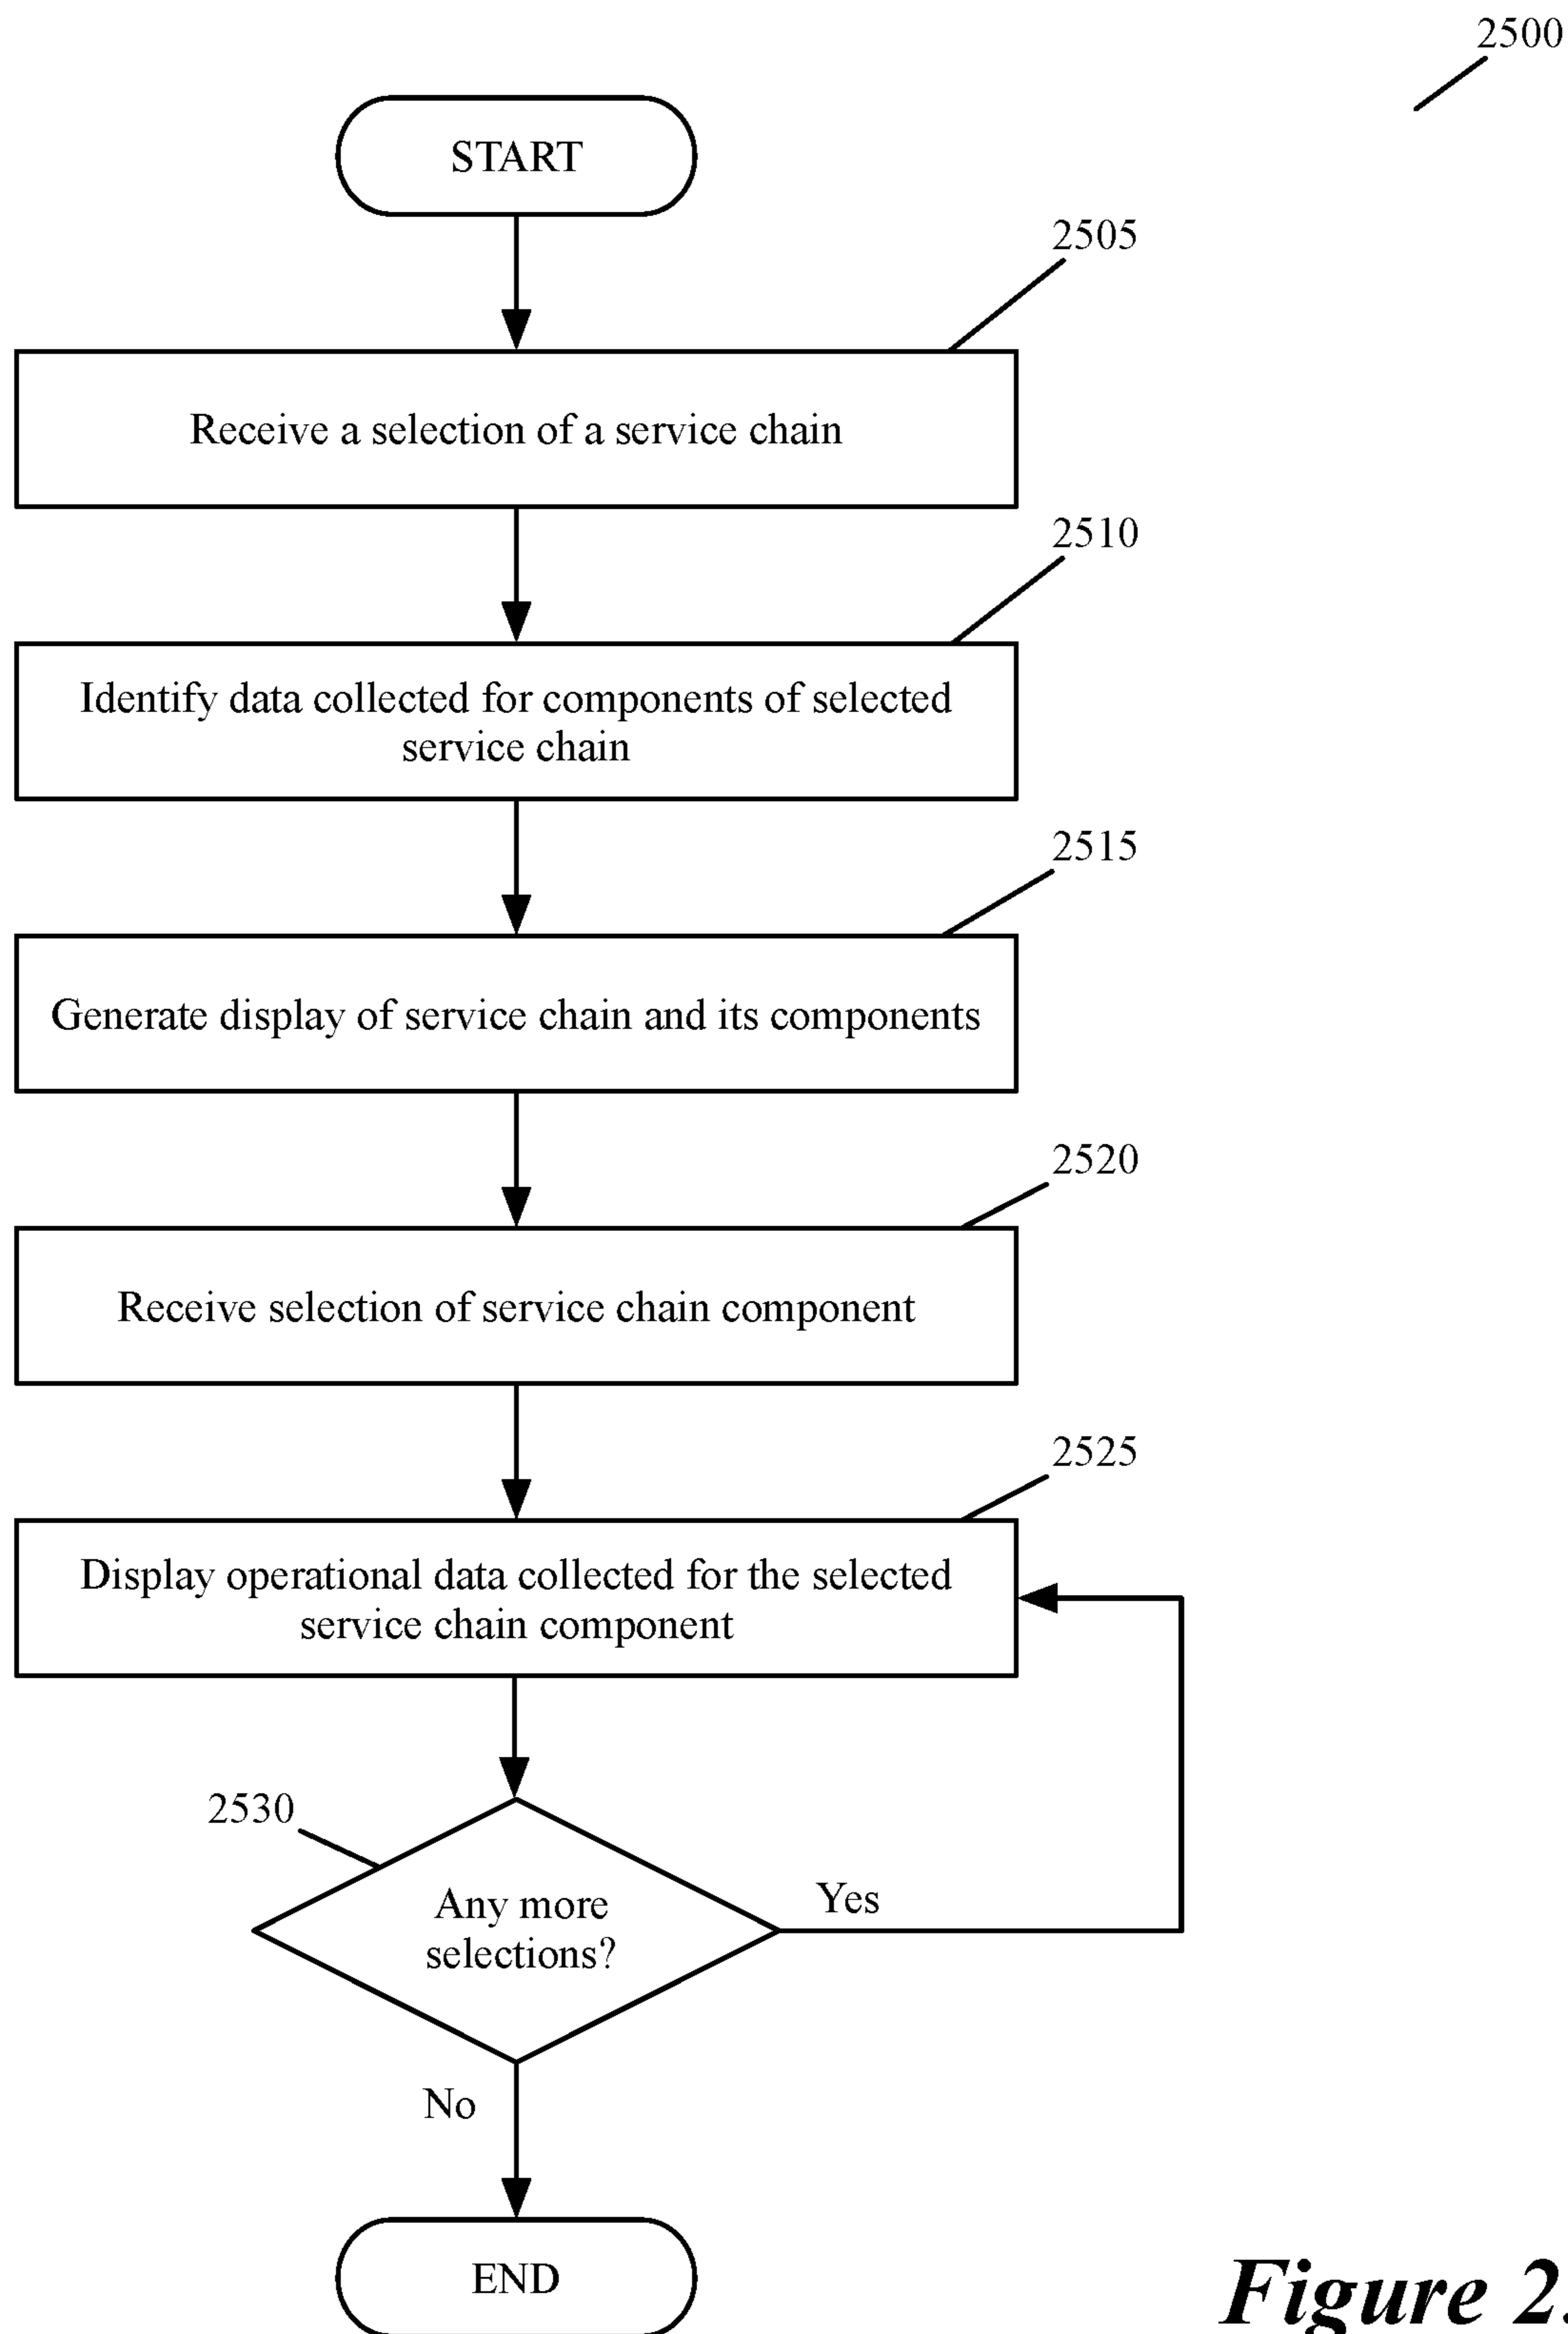 2500
START
2505
Receive a selection of a service chain
2510
Identify data collected for components of selected
service chain
2515
Generate display of service chain and its components
2520
Receive selection of service chain component
2525
Display operational data collected for the selected
service chain component
2530
Any more
selections?
Yes
No
END
Figure 2